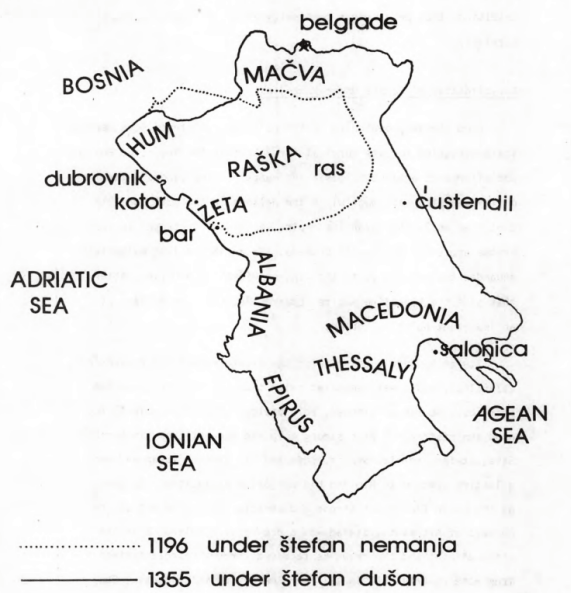 belgrade
BOSNIA
MAČVA
HUM
RAŠKA
ras
dubrovnik
kotor
ZETA
ćustendil
bar
ADRIATIC
SEA
ALBANIA
MACEDONIA
THESSALY
salonica
EPIRUS
AGEAN
SEA
IONIAN
SEA
1196 under štefan nemanja
1355 under štefan dušan